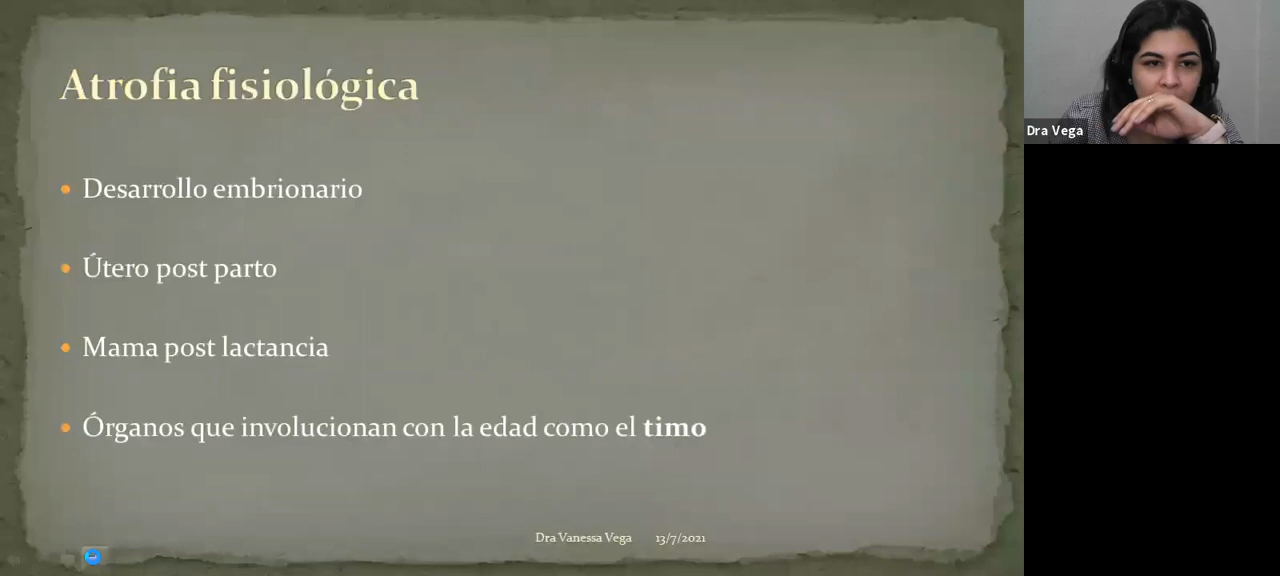 Atrofia fisiológica
Desarrollo embrionario
Útero post parto
Mama post lactancia
Órganos que involucionan con la edad como el timo
Dra Vanessa Vega 13/7/2021
Dra Vega